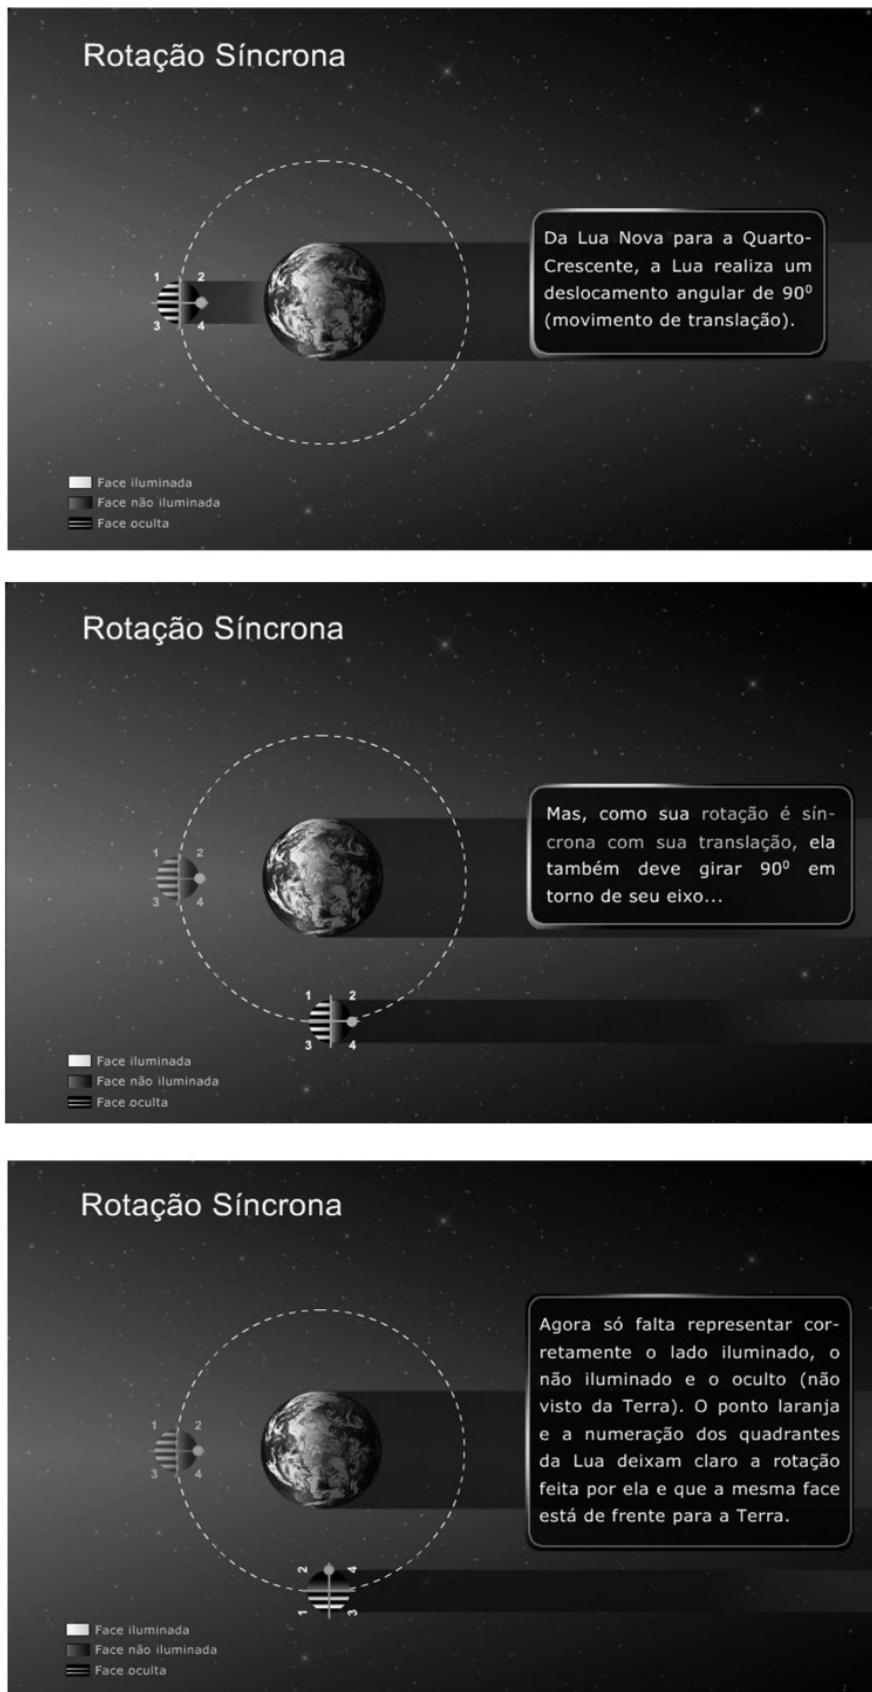 Rotação Síncrona
Da Lua Nova para a Quarto-
Crescente, a Lua realiza um
deslocamento angular de 90⁰
(movimento de translação).
1 2
3 4
Face iluminada
Face não iluminada
Face oculta
Rotação Síncrona
Mas, como sua rotação é sín-
crona com sua translação, ela
também deve girar 90⁰ em
torno de seu eixo...
1 2
3 4
1 2
3 4
Face iluminada
Face não iluminada
Face oculta
Rotação Síncrona
Agora só falta representar cor-
retamente o lado iluminado, o
não iluminado e o oculto (não
visto da Terra). O ponto laranja
e a numeração dos quadrantes
da Lua deixam claro a rotação
feita por ela e que a mesma face
está de frente para a Terra.
1 2
3 4
2 4
1 3
Face iluminada
Face não iluminada
Face oculta